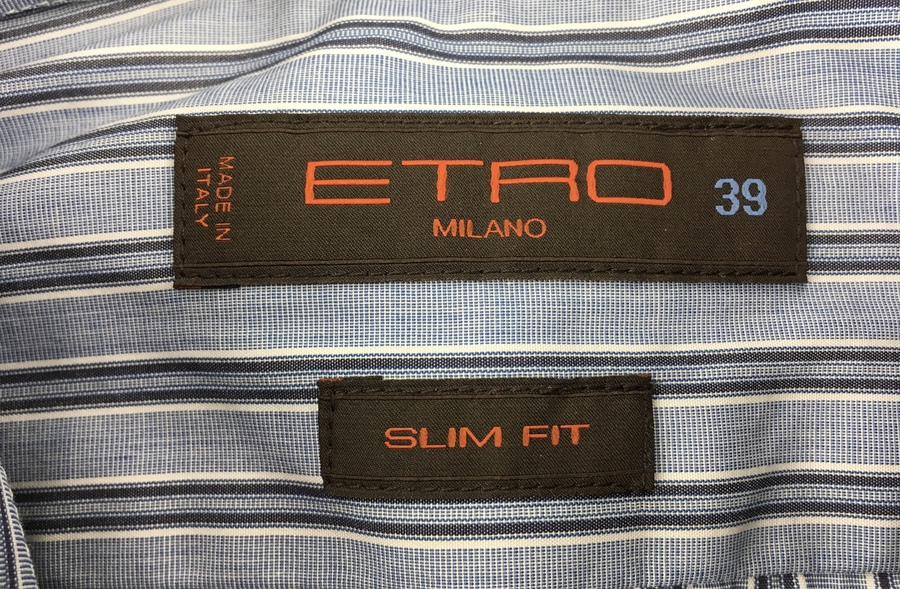 MADE IN
ITALY
ETRO
MILANO
39
SLIM FIT